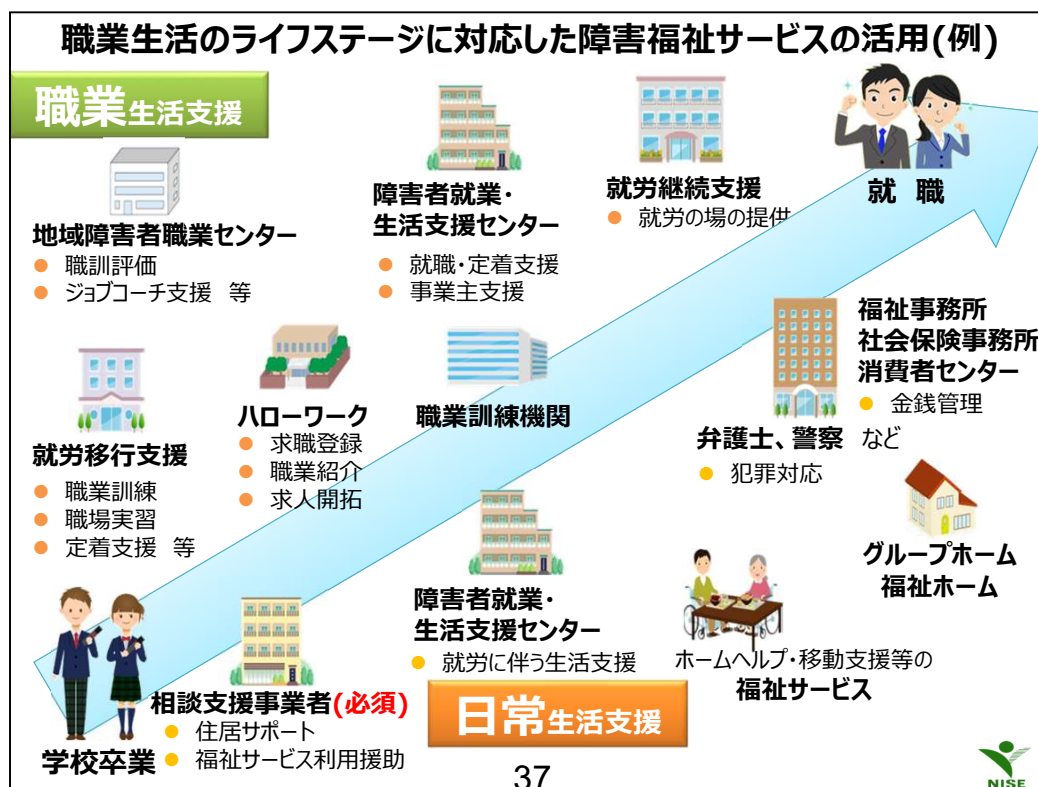 職業生活のライフステージに対応した障害福祉サービスの活用(例)
職業生活支援
地域障害者職業センター
● 職訓評価
● ジョブコーチ支援 等
障害者就業・
生活支援センター
● 就職・定着支援
● 事業主支援
就労継続支援
● 就労の場の提供
就 職
就労移行支援
● 職業訓練
● 職場実習
● 定着支援 等
ハローワーク
● 求職登録
● 職業紹介
● 求人開拓
職業訓練機関
福祉事務所
社会保険事務所
消費者センター
● 金銭管理
弁護士、警察 など
● 犯罪対応
グループホーム
福祉ホーム
障害者就業・
生活支援センター
● 就労に伴う生活支援
ホームヘルプ・移動支援等の
福祉サービス
相談支援事業者(必須)
● 住居サポート
● 福祉サービス利用援助
学校卒業
日常生活支援
37
NISE